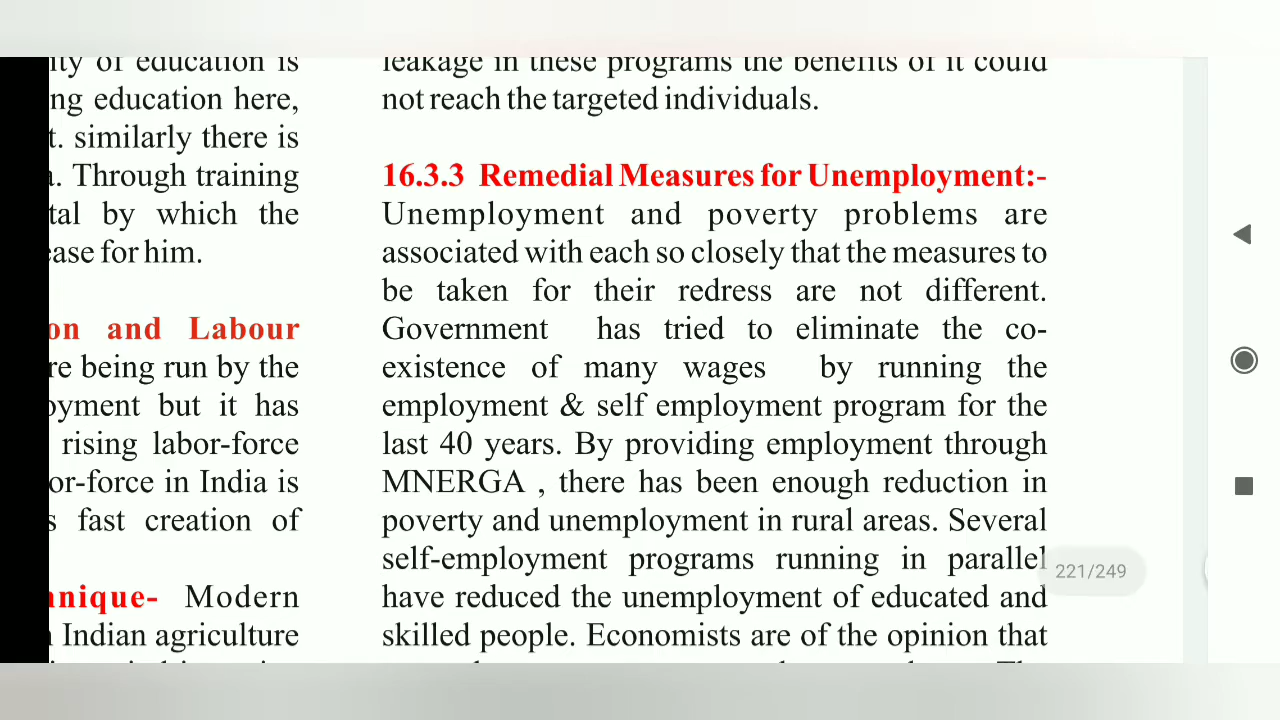 ity of education is
ng education here,
t. similarly there is
a. Through training
tal by which the
ease for him.
on and Labour
re being run by the
oyment but it has
rising labor-force
or-force in India is
s fast creation of
anique- Modern
n Indian agriculture
leakage in these programs the benefits of it could
not reach the targeted individuals.
16.3.3 Remedial Measures for Unemployment:-
Unemployment and poverty problems are
associated with each so closely that the measures to
be taken for their redress are not different.
Government has tried to eliminate the co-
existence of many wages by running the
employment & self employment program for the
last 40 years. By providing employment through
MNERGA , there has been enough reduction in
poverty and unemployment in rural areas. Several
self-employment programs running in parallel
have reduced the unemployment of educated and
skilled people. Economists are of the opinion that
221/249